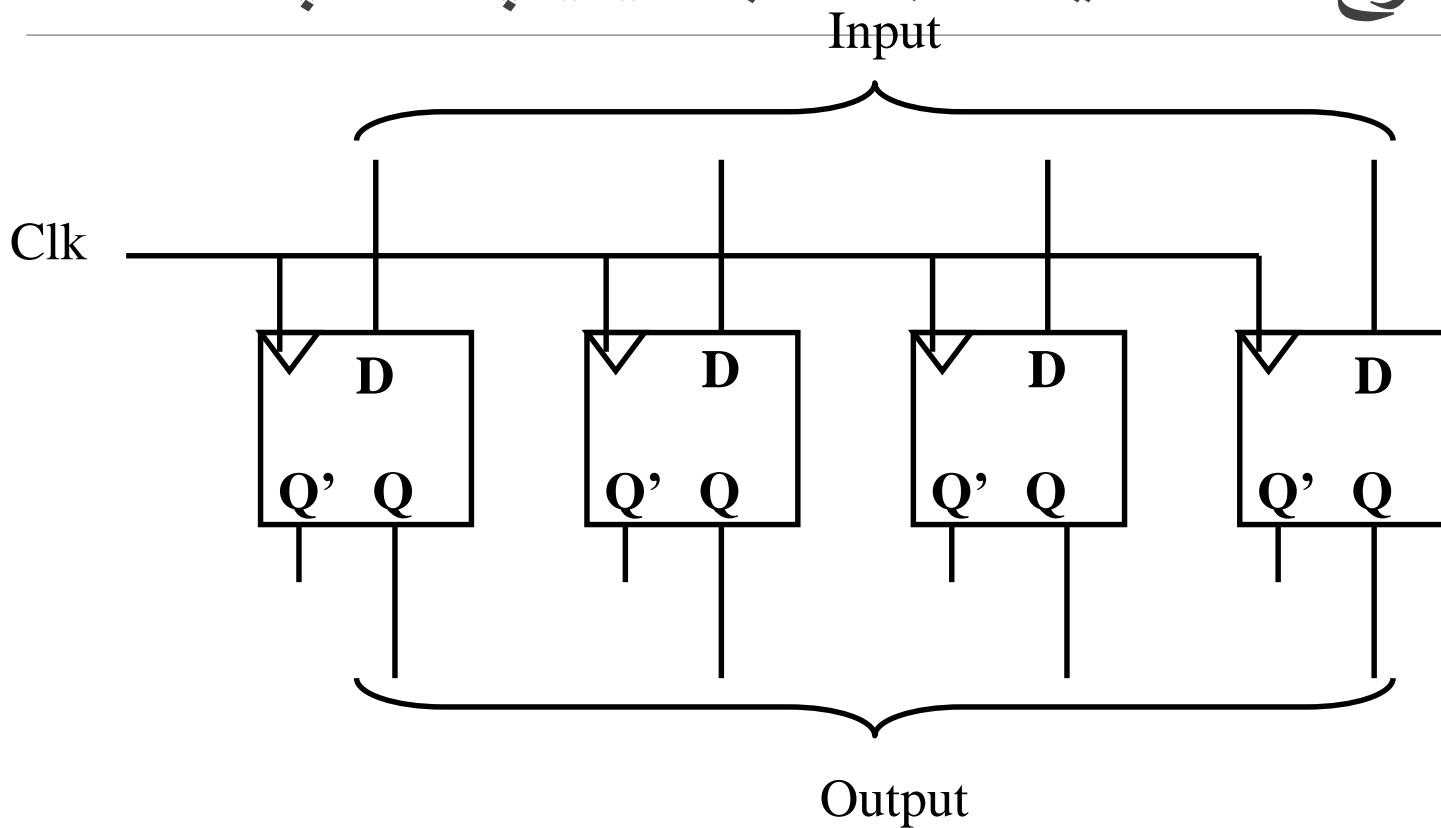 Input
Clk
D D D D
Q’ Q Q’ Q Q’ Q Q’ Q
Output